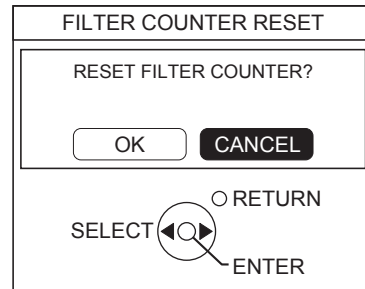 FILTER COUNTER RESET
RESET FILTER COUNTER?
OK CANCEL
RETURN
SELECT
ENTER